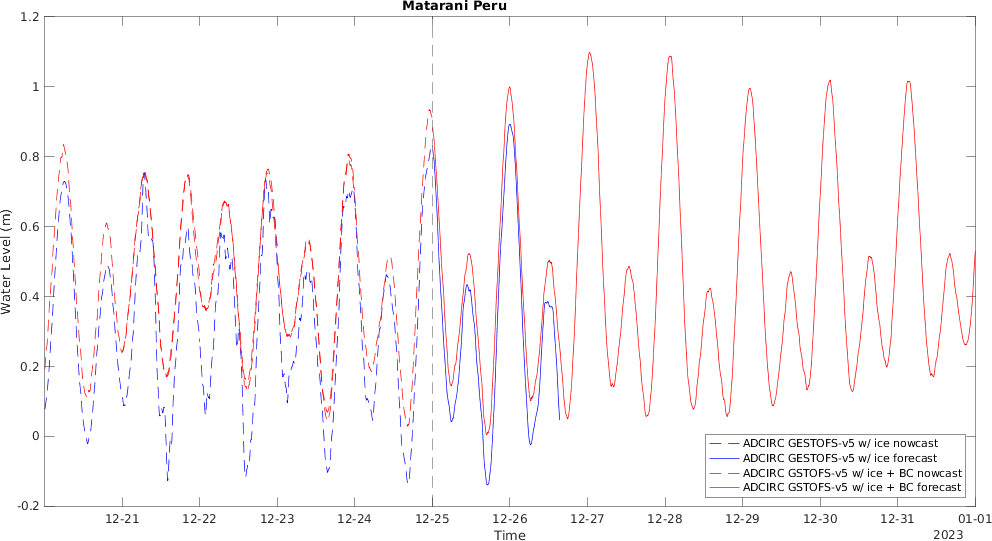 Matarani Peru
1.2
1
0.8
0.6
0.4
0.2
0
-0.2
Water Level (m)
12-21 12-22 12-23 12-24 12-25 12-26 12-27 12-28 12-29 12-30 12-31 01-01
Time
2023
ADCIRC GESTOFS-v5 w/ ice nowcast
ADCIRC GESTOFS-v5 w/ ice forecast
ADCIRC GSTOFS-v5 w/ ice + BC nowcast
ADCIRC GSTOFS-v5 w/ ice + BC forecast